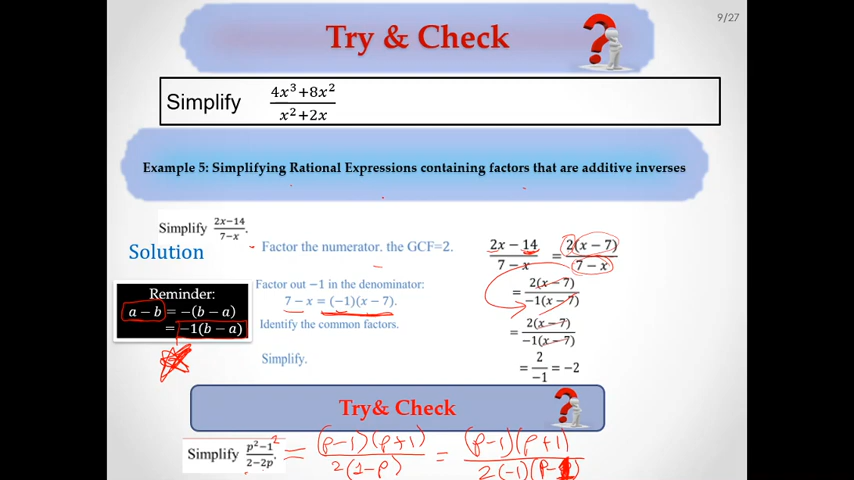 9/27
Try & Check
Simplify (4x³+8x²)/(x²+2x)
Example 5: Simplifying Rational Expressions containing factors that are additive inverses
Simplify (2x−14)/(7−x).
Solution
Factor the numerator, the GCF=2.
(2x − 14)/(7 − x) = 2(x − 7)/(7 − x)
Factor out −1 in the denominator:
7 − x = (−1)(x − 7).
= 2(x − 7)/−1(x − 7)
Reminder:
a − b = −(b − a)
= −1(b − a)
Identify the common factors.
= 2(x − 7)/−1(x − 7)
Simplify.
= 2/−1 = −2
Try& Check
Simplify (p²−1)/(2−2p). ² = (p−1)(p+1)/2(1−p) = (p−1)(p+1)/2(−1)(p−1)